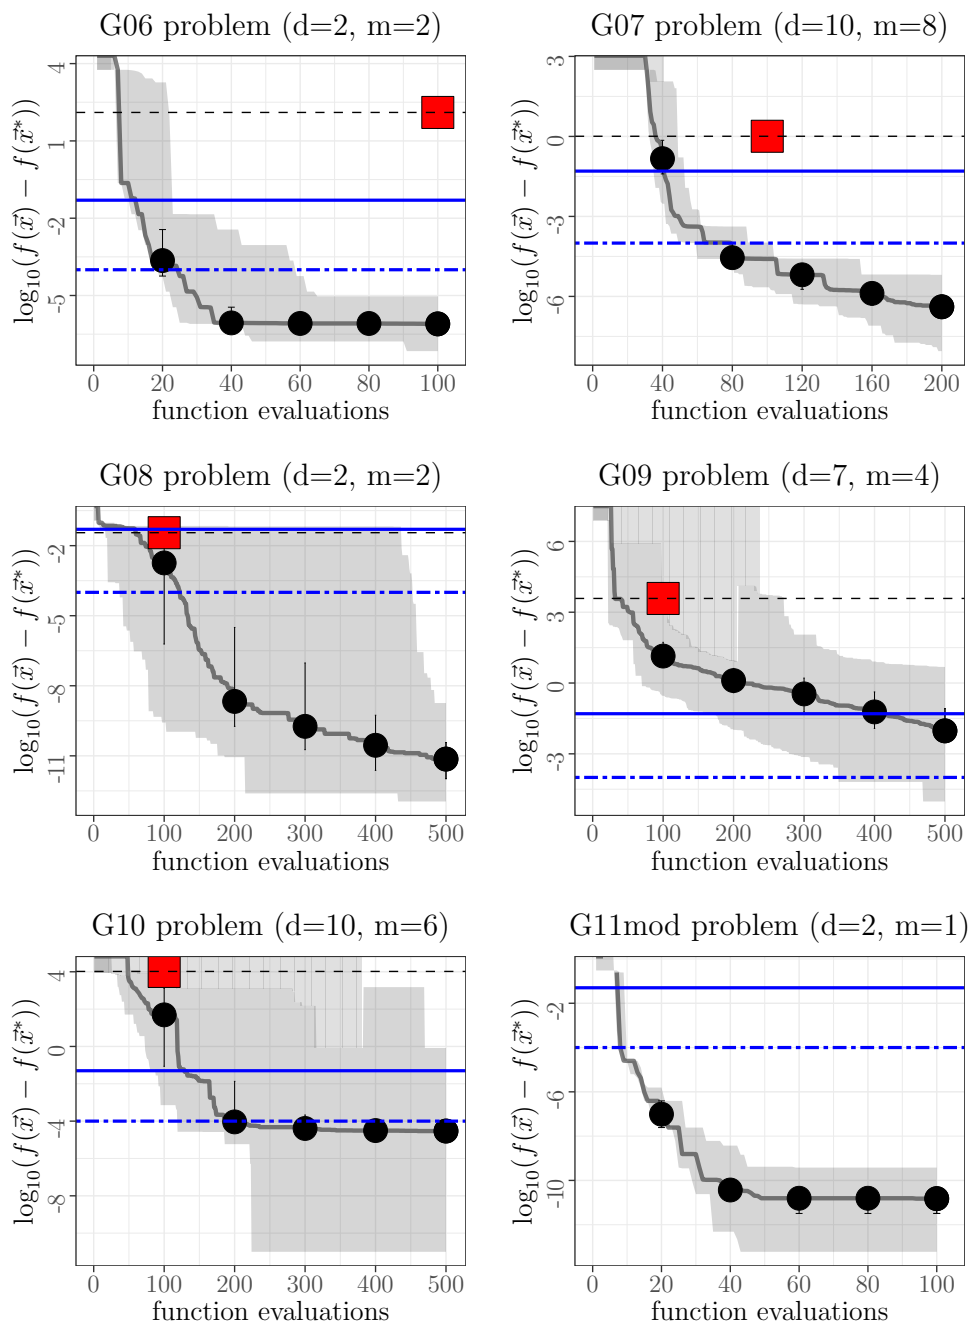 G06 problem (d=2, m=2)
log₁₀(f(x⃗) − f(x⃗*))
4
1
-2
-5
0 20 40 60 80 100
function evaluations
G07 problem (d=10, m=8)
log₁₀(f(x⃗) − f(x⃗*))
3
0
-3
-6
0 40 80 120 160 200
function evaluations
G08 problem (d=2, m=2)
log₁₀(f(x⃗) − f(x⃗*))
-2
-5
-8
-11
0 100 200 300 400 500
function evaluations
G09 problem (d=7, m=4)
log₁₀(f(x⃗) − f(x⃗*))
6
3
0
-3
0 100 200 300 400 500
function evaluations
G10 problem (d=10, m=6)
log₁₀(f(x⃗) − f(x⃗*))
4
0
-4
-8
0 100 200 300 400 500
function evaluations
G11mod problem (d=2, m=1)
log₁₀(f(x⃗) − f(x⃗*))
-2
-6
-10
0 20 40 60 80 100
function evaluations